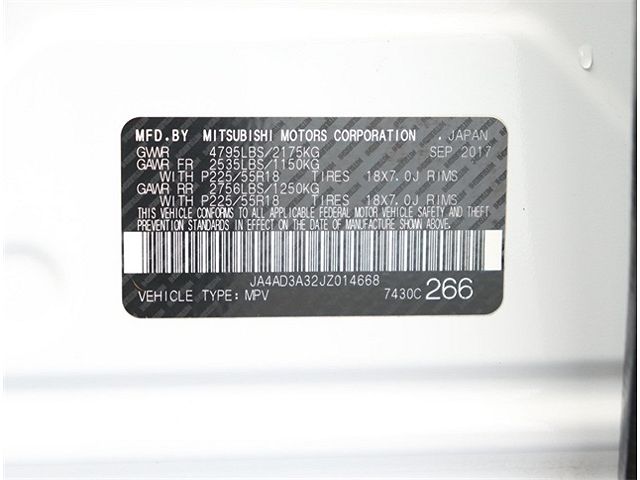 MFD.BY MITSUBISHI MOTORS CORPORATION , JAPAN
GVWR 4795LBS/2175KG SEP 2017
GAWR FR 2535LBS/1150KG
WITH P225/55R18 TIRES 18X7.0J RIMS
GAWR RR 2756LBS/1250KG
WITH P225/55R18 TIRES 18X7.0J RIMS
THIS VEHICLE CONFORMS TO ALL APPLICABLE FEDERAL MOTOR VEHICLE SAFETY AND THEFT
PREVENTION STANDARDS IN EFFECT ON THE DATE OF MANUFACTURE SHOWN ABOVE.
JA4AD3A32JZ014668
VEHICLE TYPE: MPV 7430C 266